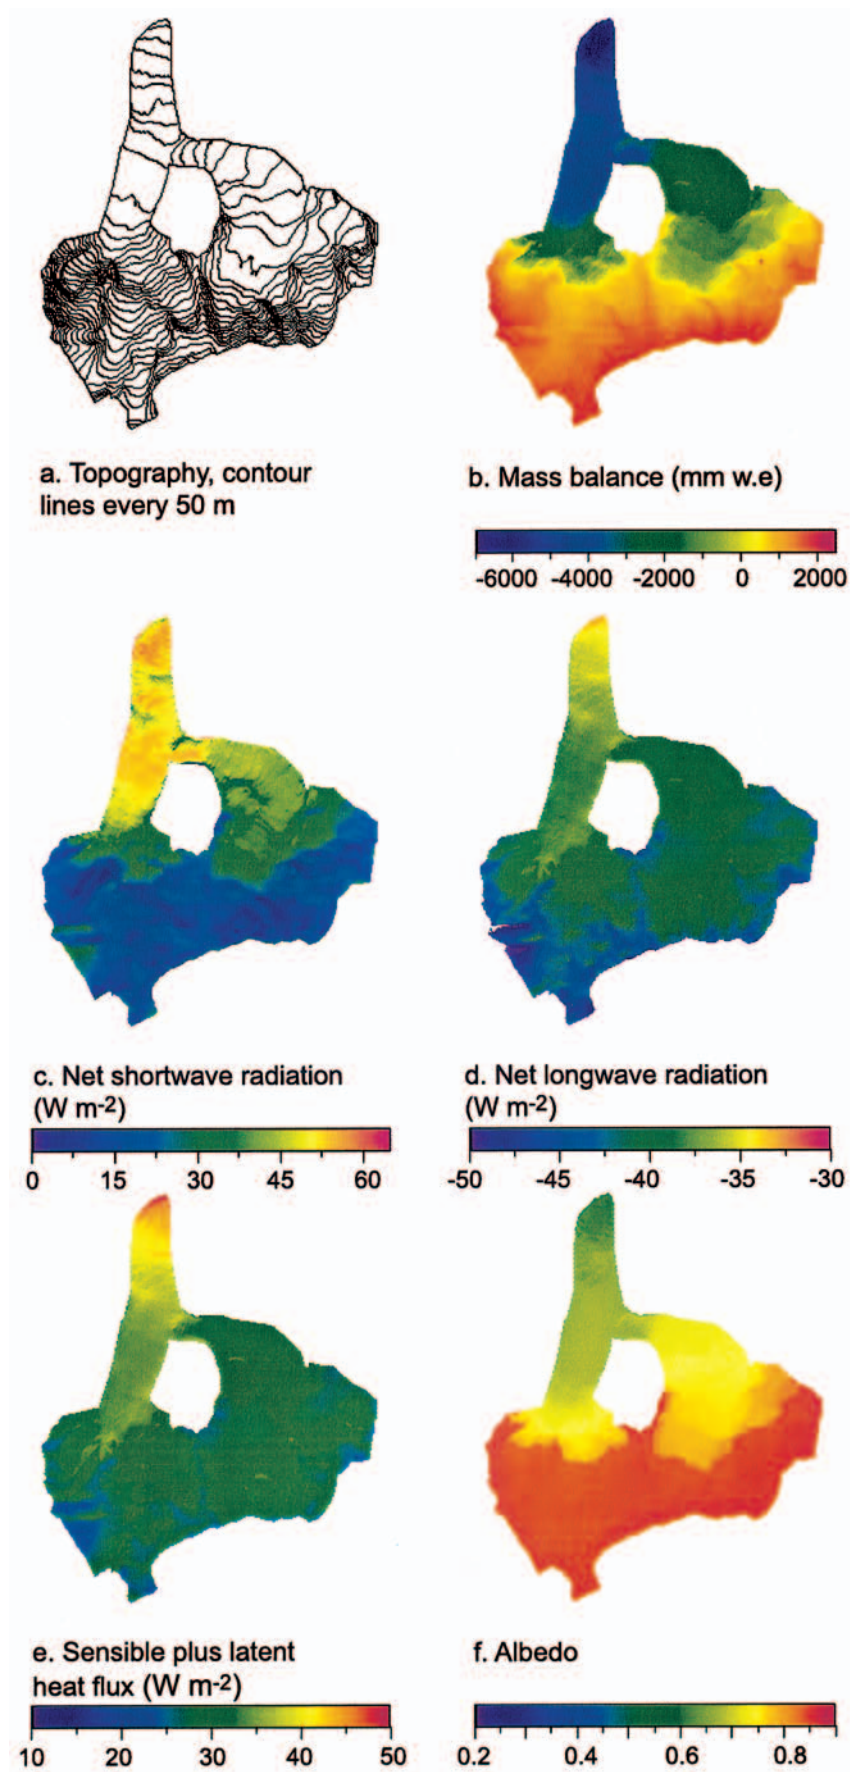 a. Topography, contour
lines every 50 m
b. Mass balance (mm w.e)
-6000 -4000 -2000 0 2000
c. Net shortwave radiation
(W m-2)
0 15 30 45 60
d. Net longwave radiation
(W m-2)
-50 -45 -40 -35 -30
e. Sensible plus latent
heat flux (W m-2)
10 20 30 40 50
f. Albedo
0.2 0.4 0.6 0.8